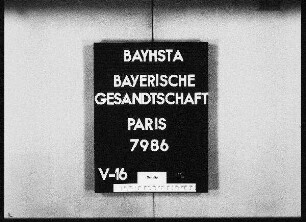 BAYHSTA
BAYERISCHE
GESANDTSCHAFT
PARIS
7986
V-16